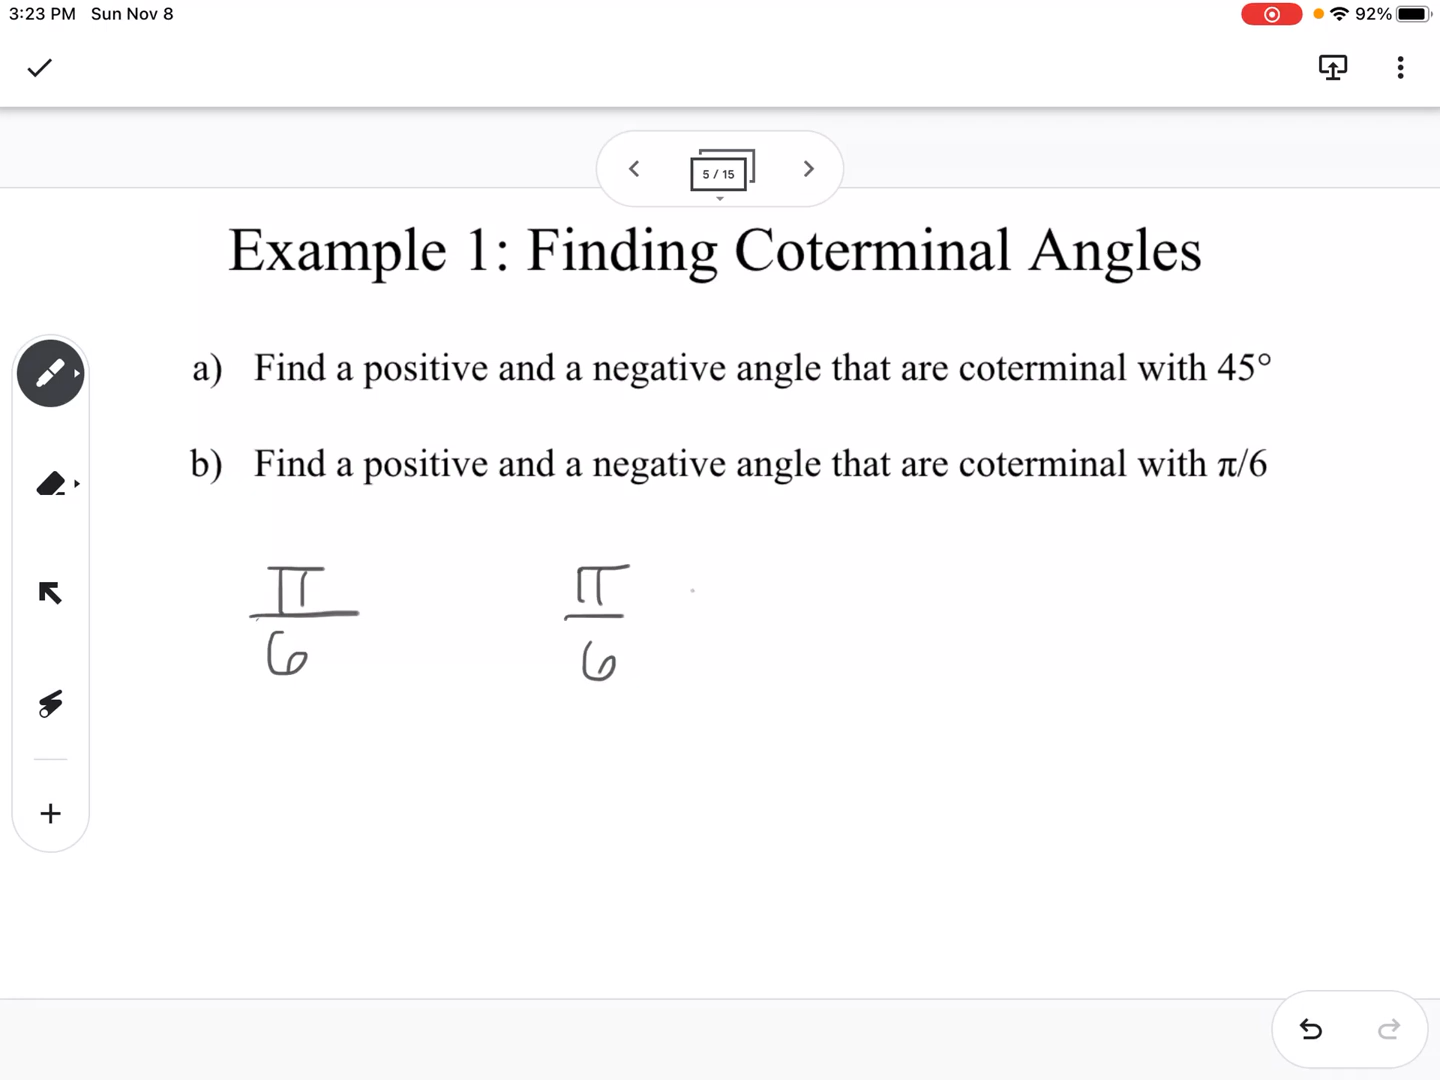 3:23 PM Sun Nov 8
92%
5 / 15
Example 1: Finding Coterminal Angles
a) Find a positive and a negative angle that are coterminal with 45°
b) Find a positive and a negative angle that are coterminal with π/6
π π
6 6